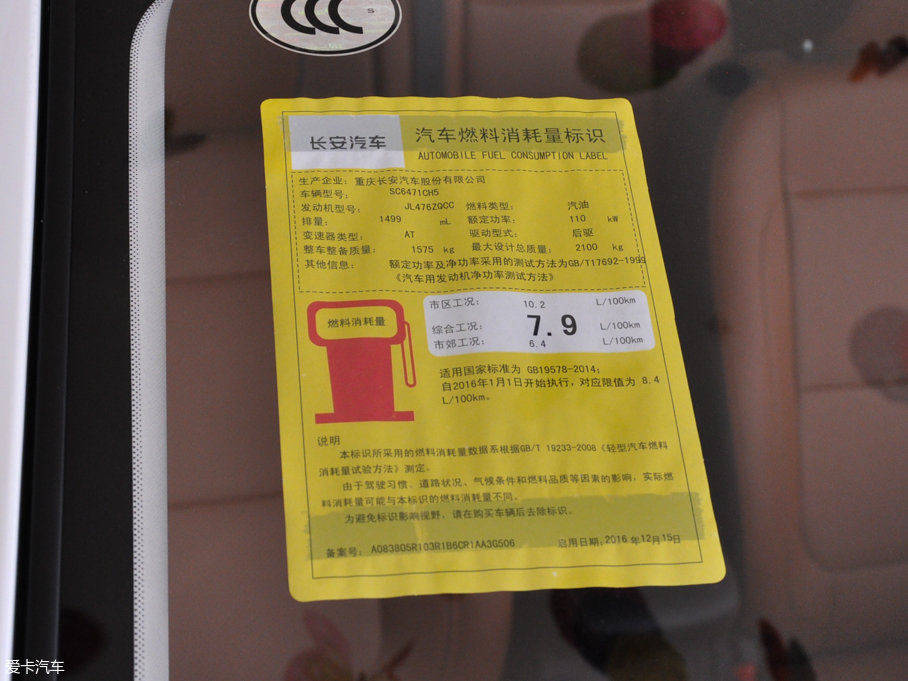 S
长安汽车 汽车燃料消耗量标识
AUTOMOBILE FUEL CONSUMPTION LABEL
生产企业: 重庆长安汽车股份有限公司
车辆型号: SC6471CH5
发动机型号: JL476ZQCC 燃料类型: 汽油
排量: 1499 mL 额定功率: 110 kW
变速器类型: AT 驱动型式: 后驱
整车整备质量: 1575 kg 最大设计总质量: 2100 kg
其他信息: 额定功率及净功率采用的测试方法为GB/T17692-1999
《汽车用发动机净功率测试方法》
燃料消耗量
市区工况: 10.2 L/100km
综合工况: 7.9 L/100km
市郊工况: 6.4 L/100km
适用国家标准为 GB19578-2014;
自2016年1月1日开始执行，对应限值为 8.4
L/100km。
说明
本标识所采用的燃料消耗量数据系根据GB/T 19233-2008《轻型汽车燃料
消耗量试验方法》测定。
由于驾驶习惯、道路状况、气候条件和燃料品质等因素的影响，实际燃
料消耗量可能与本标识的燃料消耗量不同。
为避免标识影响视野，请在购买车辆后去除标识。
备案号: A083805R103R1B6CR1AA3G506 启用日期:2016 年12月15日
爱卡汽车